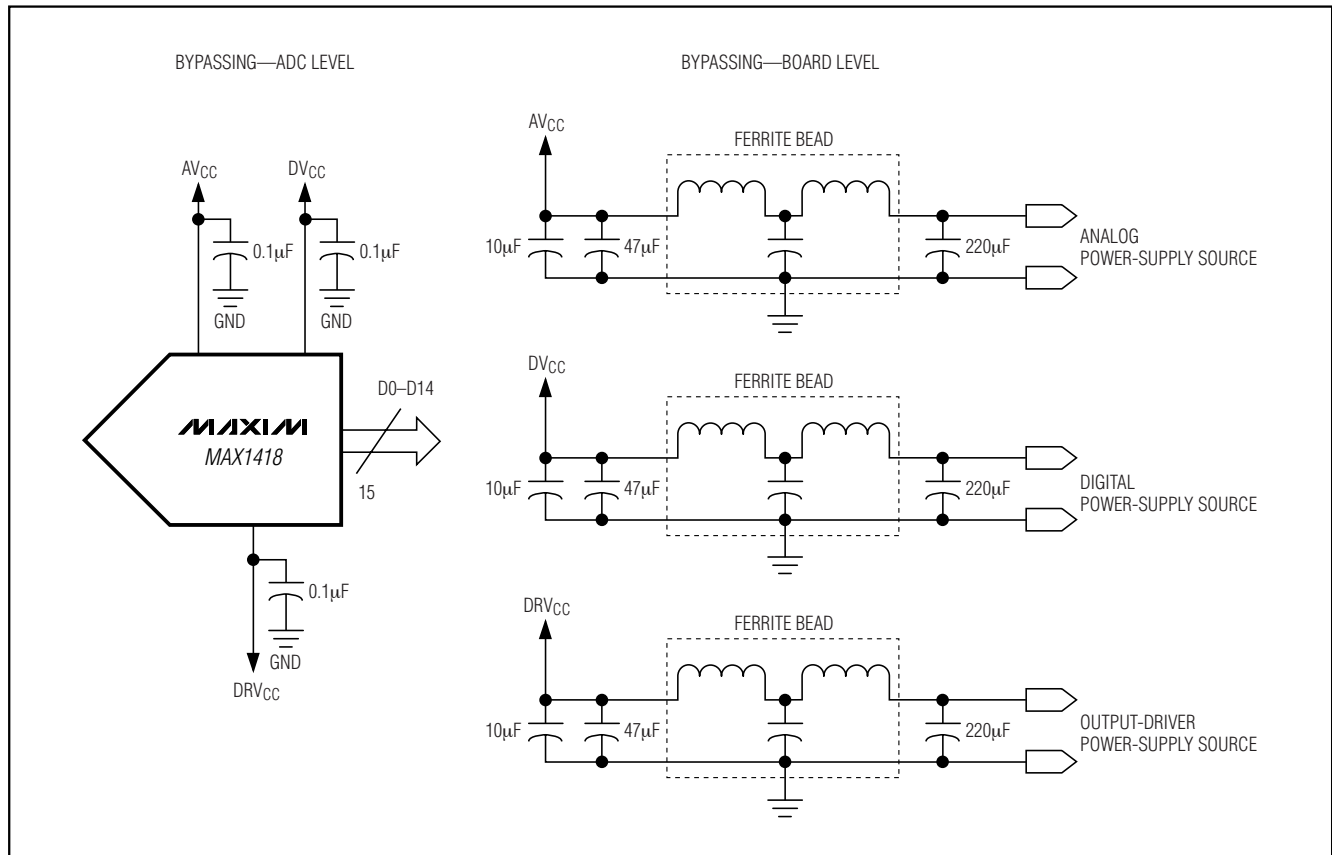 BYPASSING—ADC LEVEL
AVCC
DVCC
0.1µF
0.1µF
GND
GND
MAXIM
MAX1418
D0–D14
15
0.1µF
GND
DRVCC
BYPASSING—BOARD LEVEL
AVCC
FERRITE BEAD
10µF
47µF
220µF
ANALOG
POWER-SUPPLY SOURCE
DVCC
FERRITE BEAD
10µF
47µF
220µF
DIGITAL
POWER-SUPPLY SOURCE
DRVCC
FERRITE BEAD
10µF
47µF
220µF
OUTPUT-DRIVER
POWER-SUPPLY SOURCE